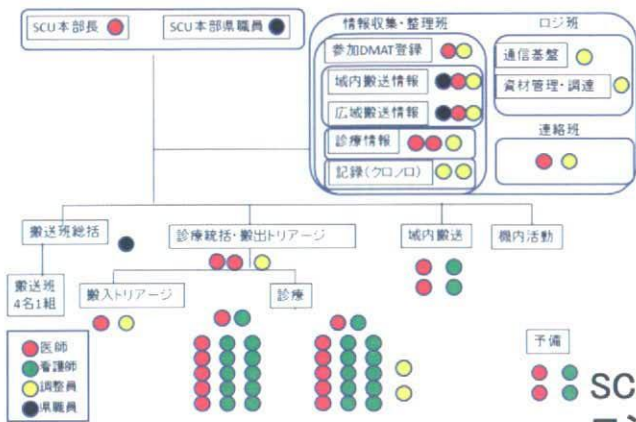 SCU本部長
SCU本部県職員
情報収集・整理班
参加DMAT登録
域内搬送情報
広域搬送情報
診療情報
記録(クロノロ)
ロジ班
通信基盤
資材管理・調達
連絡班
搬送班総括
診療統括・搬出トリアージ
域内搬送
機内活動
搬送班
4名1組
搬入トリアージ
診療
医師
看護師
調整員
県職員
予備
SC